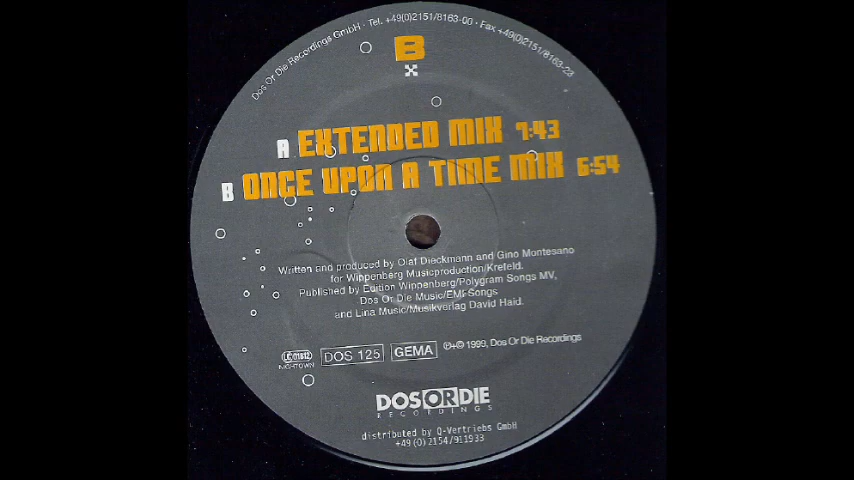 Dos Or Die Recordings GmbH · Tel. +49(0)2151/8163-00 · Fax +49(0)2151/8163-23
B
A EXTENDED MIX 7:43
B ONCE UPON A TIME MIX 6:54
Written and produced by Olaf Dieckmann and Gino Montesano
for Wippenberg Musicproduction/Krefeld.
Published by Edition Wippenberg/Polygram Songs MV,
Dos Or Die Music/EMI Songs
and Lina Music/Musikverlag David Haid.
LC 01812
NIGHTOWN
DOS 125
GEMA
℗+© 1999, Dos Or Die Recordings
DOS OR DIE
RECORDINGS
distributed by Q-Vertriebs GmbH
+49(0)2154/911933